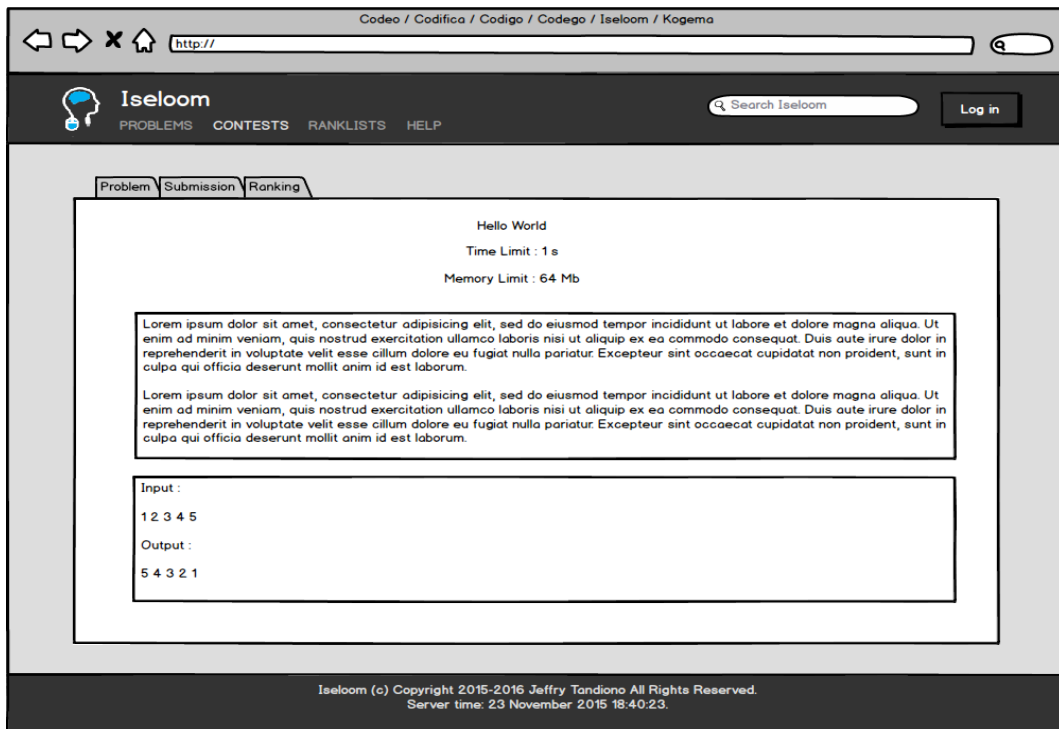 Codeo / Codifica / Codigo / Codego / Iseloom / Kogema
http://
Iseloom
Search Iseloom
Log in
PROBLEMS CONTESTS RANKLISTS HELP
Problem Submission Ranking
Hello World
Time Limit : 1 s
Memory Limit : 64 Mb
Lorem ipsum dolor sit amet, consectetur adipisicing elit, sed do eiusmod tempor incididunt ut labore et dolore magna aliqua. Ut
enim ad minim veniam, quis nostrud exercitation ullamco laboris nisi ut aliquip ex ea commodo consequat. Duis aute irure dolor in
reprehenderit in voluptate velit esse cillum dolore eu fugiat nulla pariatur. Excepteur sint occaecat cupidatat non proident, sunt in
culpa qui officia deserunt mollit anim id est laborum.
Lorem ipsum dolor sit amet, consectetur adipisicing elit, sed do eiusmod tempor incididunt ut labore et dolore magna aliqua. Ut
enim ad minim veniam, quis nostrud exercitation ullamco laboris nisi ut aliquip ex ea commodo consequat. Duis aute irure dolor in
reprehenderit in voluptate velit esse cillum dolore eu fugiat nulla pariatur. Excepteur sint occaecat cupidatat non proident, sunt in
culpa qui officia deserunt mollit anim id est laborum.
Input :
1 2 3 4 5
Output :
5 4 3 2 1
Iseloom (c) Copyright 2015-2016 Jeffry Tandiono All Rights Reserved.
Server time: 23 November 2015 18:40:23.